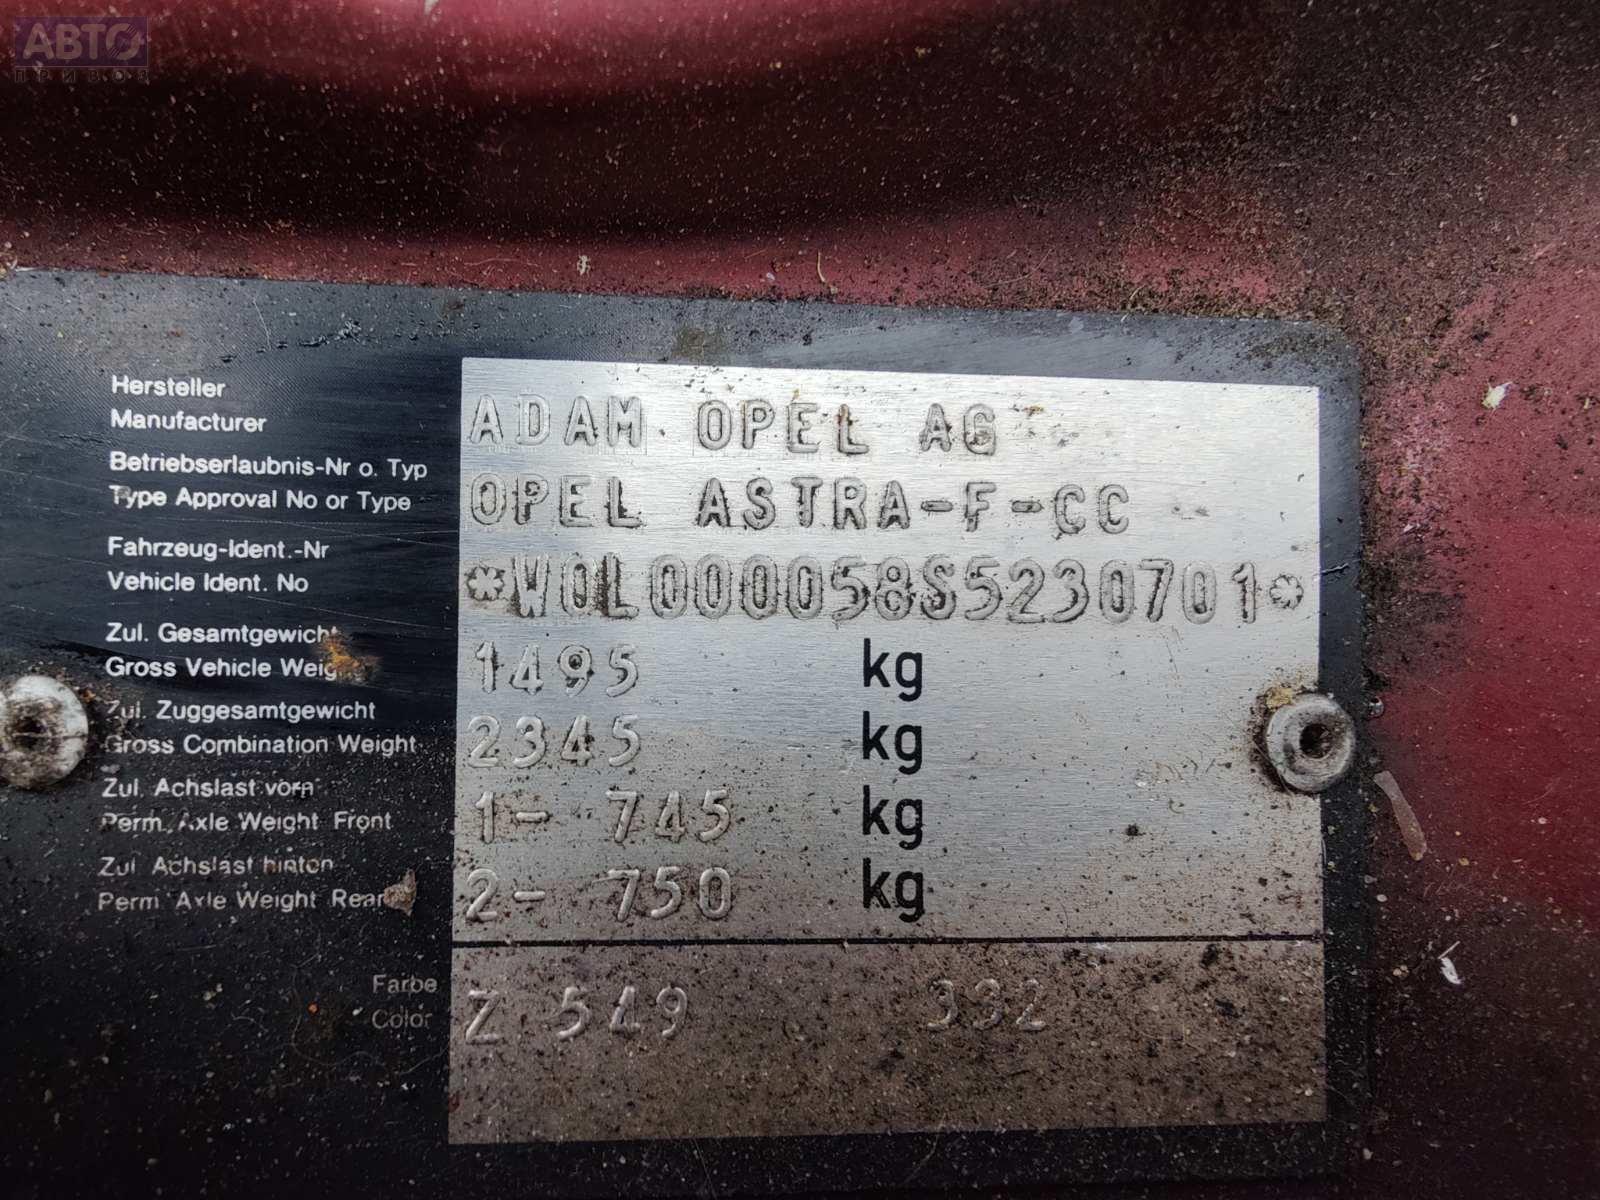 АВТО
ПРИВОЗ
Hersteller
Manufacturer
ADAM OPEL AG
Betriebserlaubnis-Nr o. Typ
Type Approval No or Type
OPEL ASTRA-F-CC
Fahrzeug-Ident.-Nr
Vehicle Ident. No
*W0L000058S5230701*
Zul. Gesamtgewicht
Gross Vehicle Weight
1495 kg
Zul. Zuggesamtgewicht
Gross Combination Weight
2345 kg
Zul. Achslast vorn
Perm. Axle Weight Front
1- 745 kg
Zul Achslast hinten
Perm Axle Weight Rear
2- 750 kg
Farbe
Color
Z 549 332